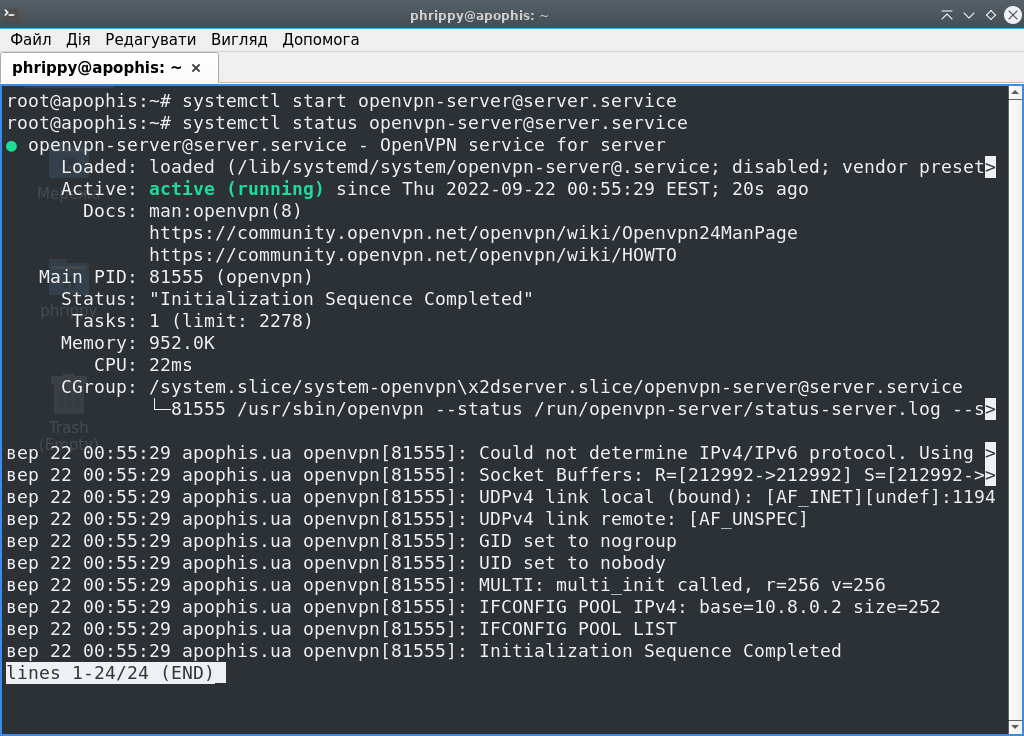 phrippy@apophis: ~
Файл Дія Редагувати Вигляд Допомога
phrippy@apophis: ~ ×
root@apophis:~# systemctl start openvpn-server@server.service
root@apophis:~# systemctl status openvpn-server@server.service
● openvpn-server@server.service - OpenVPN service for server
Loaded: loaded (/lib/systemd/system/openvpn-server@.service; disabled; vendor preset>
Active: active (running) since Thu 2022-09-22 00:55:29 EEST; 20s ago
Docs: man:openvpn(8)
https://community.openvpn.net/openvpn/wiki/Openvpn24ManPage
https://community.openvpn.net/openvpn/wiki/HOWTO
Main PID: 81555 (openvpn)
Status: "Initialization Sequence Completed"
phrippy
Tasks: 1 (limit: 2278)
Memory: 952.0K
CPU: 22ms
CGroup: /system.slice/system-openvpn\x2dserver.slice/openvpn-server@server.service
└─81555 /usr/sbin/openvpn --status /run/openvpn-server/status-server.log --s>
Trash
(Empty)
вер 22 00:55:29 apophis.ua openvpn[81555]: Could not determine IPv4/IPv6 protocol. Using >
вер 22 00:55:29 apophis.ua openvpn[81555]: Socket Buffers: R=[212992->212992] S=[212992->>
вер 22 00:55:29 apophis.ua openvpn[81555]: UDPv4 link local (bound): [AF_INET][undef]:1194
вер 22 00:55:29 apophis.ua openvpn[81555]: UDPv4 link remote: [AF_UNSPEC]
вер 22 00:55:29 apophis.ua openvpn[81555]: GID set to nogroup
вер 22 00:55:29 apophis.ua openvpn[81555]: UID set to nobody
вер 22 00:55:29 apophis.ua openvpn[81555]: MULTI: multi_init called, r=256 v=256
вер 22 00:55:29 apophis.ua openvpn[81555]: IFCONFIG POOL IPv4: base=10.8.0.2 size=252
вер 22 00:55:29 apophis.ua openvpn[81555]: IFCONFIG POOL LIST
вер 22 00:55:29 apophis.ua openvpn[81555]: Initialization Sequence Completed
lines 1-24/24 (END)